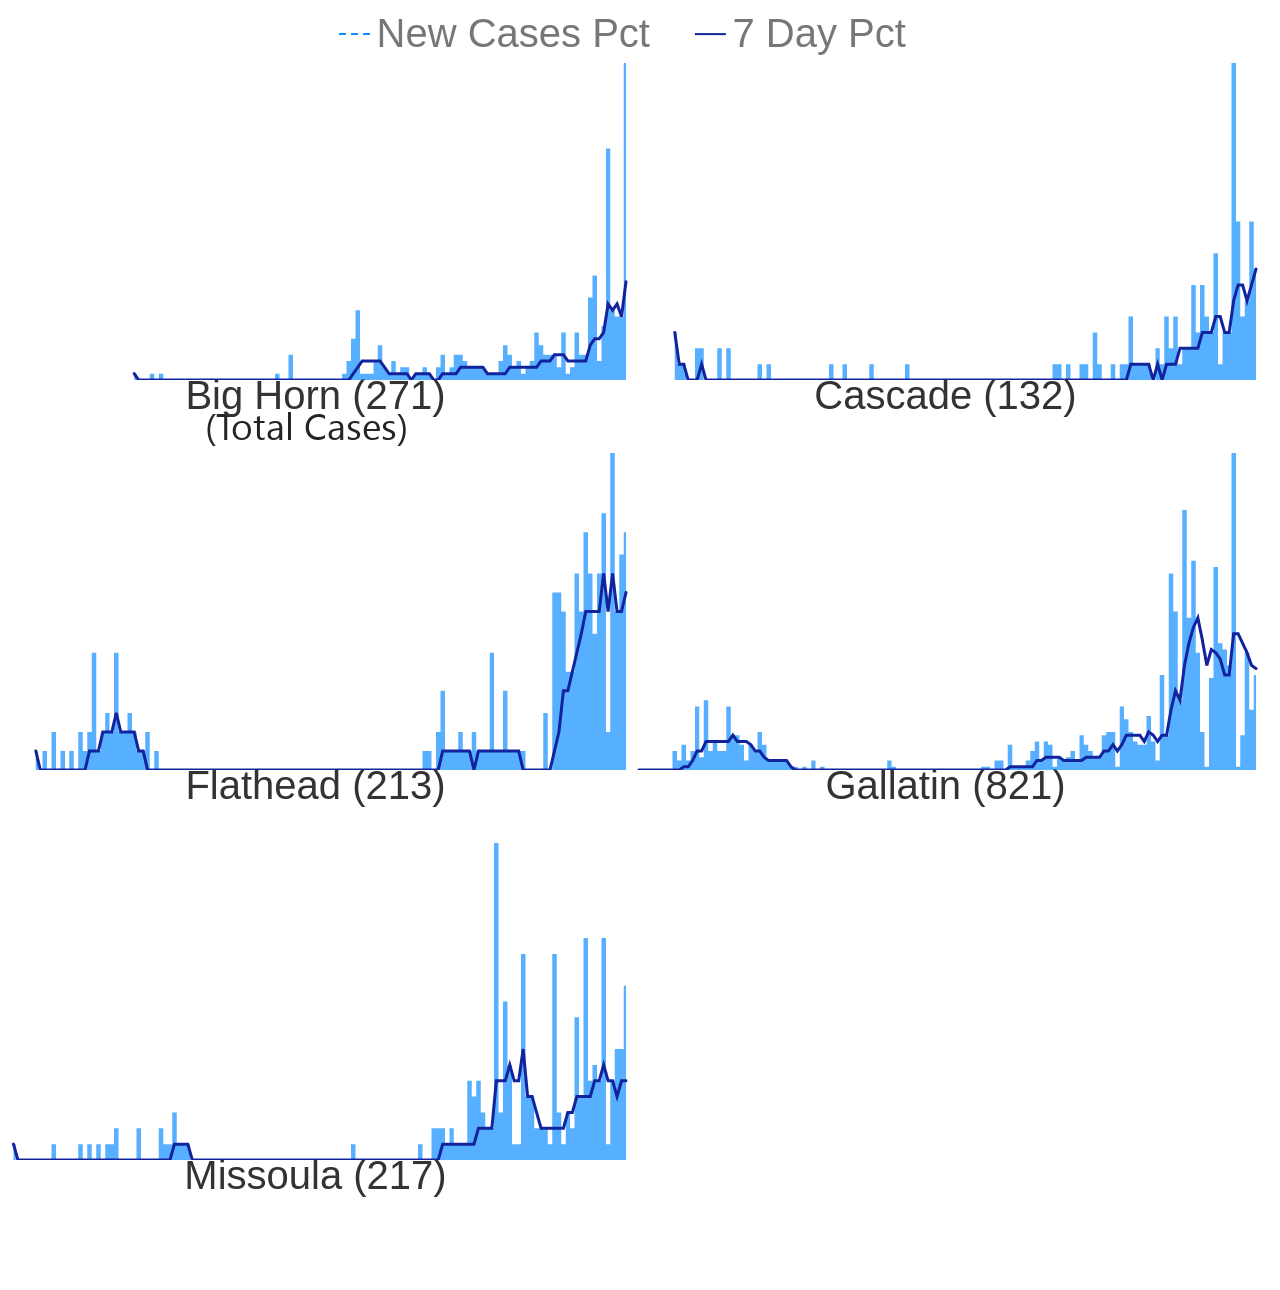 New Cases Pct 7 Day Pct
Big Horn (271)
(Total Cases)
Cascade (132)
Flathead (213)
Gallatin (821)
Missoula (217)